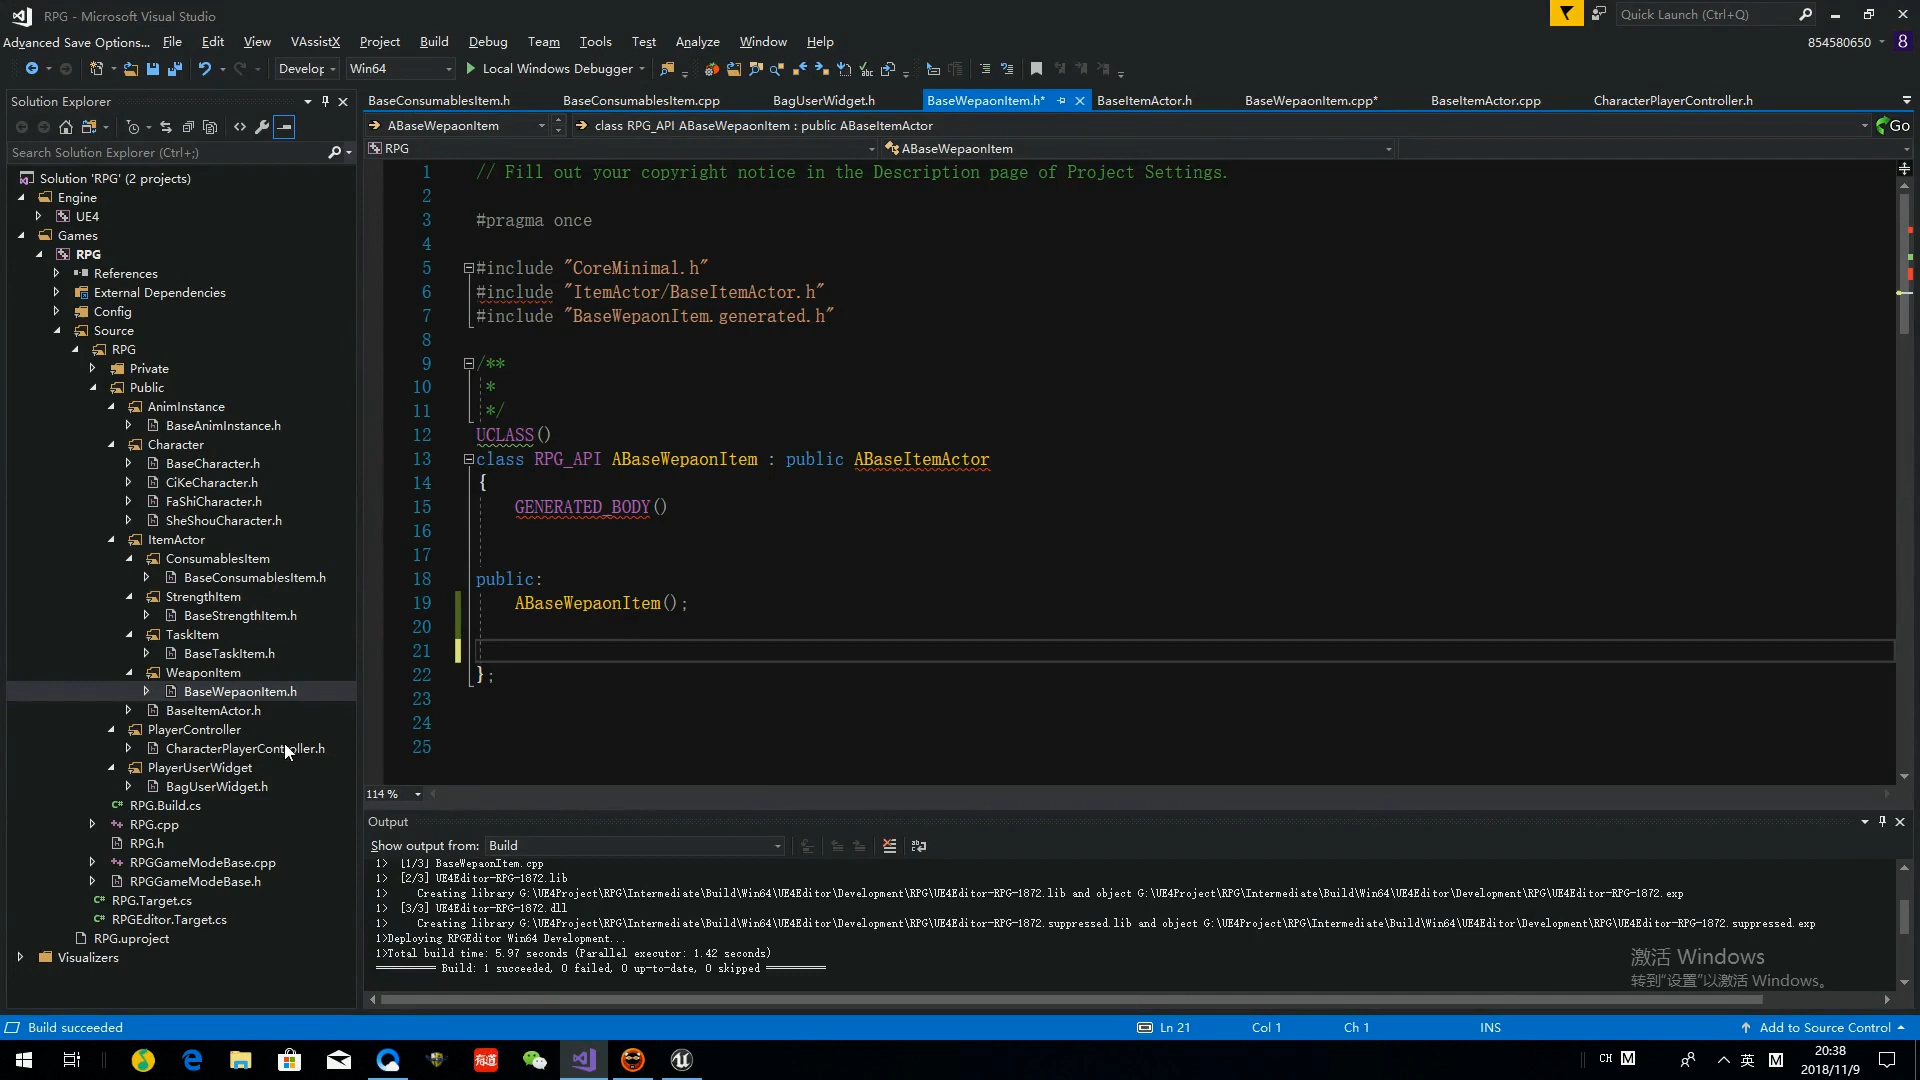 RPG - Microsoft Visual Studio
Quick Launch (Ctrl+Q)
Advanced Save Options... File Edit View VAssistX Project Build Debug Team Tools Test Analyze Window Help
854580650
8
Develop Win64 Local Windows Debugger
Solution Explorer
Search Solution Explorer (Ctrl+;)
Solution 'RPG' (2 projects)
Engine
UE4
Games
RPG
References
External Dependencies
Config
Source
RPG
Private
Public
AnimInstance
BaseAnimInstance.h
Character
BaseCharacter.h
CiKeCharacter.h
FaShiCharacter.h
SheShouCharacter.h
ItemActor
ConsumablesItem
BaseConsumablesItem.h
StrengthItem
BaseStrengthItem.h
TaskItem
BaseTaskItem.h
WeaponItem
BaseWepaonItem.h
BaseItemActor.h
PlayerController
CharacterPlayerController.h
PlayerUserWidget
BagUserWidget.h
RPG.Build.cs
RPG.cpp
RPG.h
RPGGameModeBase.cpp
RPGGameModeBase.h
RPG.Target.cs
RPGEditor.Target.cs
RPG.uproject
Visualizers
BaseConsumablesItem.h BaseConsumablesItem.cpp BagUserWidget.h BaseWepaonItem.h* BaseItemActor.h BaseWepaonItem.cpp* BaseItemActor.cpp CharacterPlayerController.h
ABaseWepaonItem class RPG_API ABaseWepaonItem : public ABaseItemActor Go
RPG ABaseWepaonItem
1 // Fill out your copyright notice in the Description page of Project Settings.
2
3 #pragma once
4
5 #include "CoreMinimal.h"
6 #include "ItemActor/BaseItemActor.h"
7 #include "BaseWepaonItem.generated.h"
8
9 /**
10 *
11 */
12 UCLASS()
13 class RPG_API ABaseWepaonItem : public ABaseItemActor
14 {
15 GENERATED_BODY()
16
17
18 public:
19 ABaseWepaonItem();
20
21
22 };
23
24
25
114 %
Output
Show output from: Build
1> [1/3] BaseWepaonItem.cpp
1> [2/3] UE4Editor-RPG-1872.lib
1> Creating library G:\UE4Project\RPG\Intermediate\Build\Win64\UE4Editor\Development\RPG\UE4Editor-RPG-1872.lib and object G:\UE4Project\RPG\Intermediate\Build\Win64\UE4Editor\Development\RPG\UE4Editor-RPG-1872.exp
1> [3/3] UE4Editor-RPG-1872.dll
1> Creating library G:\UE4Project\RPG\Intermediate\Build\Win64\UE4Editor\Development\RPG\UE4Editor-RPG-1872.suppressed.lib and object G:\UE4Project\RPG\Intermediate\Build\Win64\UE4Editor\Development\RPG\UE4Editor-RPG-1872.suppressed.exp
1>Deploying RPGEditor Win64 Development...
1>Total build time: 5.97 seconds (Parallel executor: 1.42 seconds)
========== Build: 1 succeeded, 0 failed, 0 up-to-date, 0 skipped ==========
激活 Windows
转到"设置"以激活 Windows。
Build succeeded Ln 21 Col 1 Ch 1 INS Add to Source Control
有道
CH M 英 M
20:38
2018/11/9